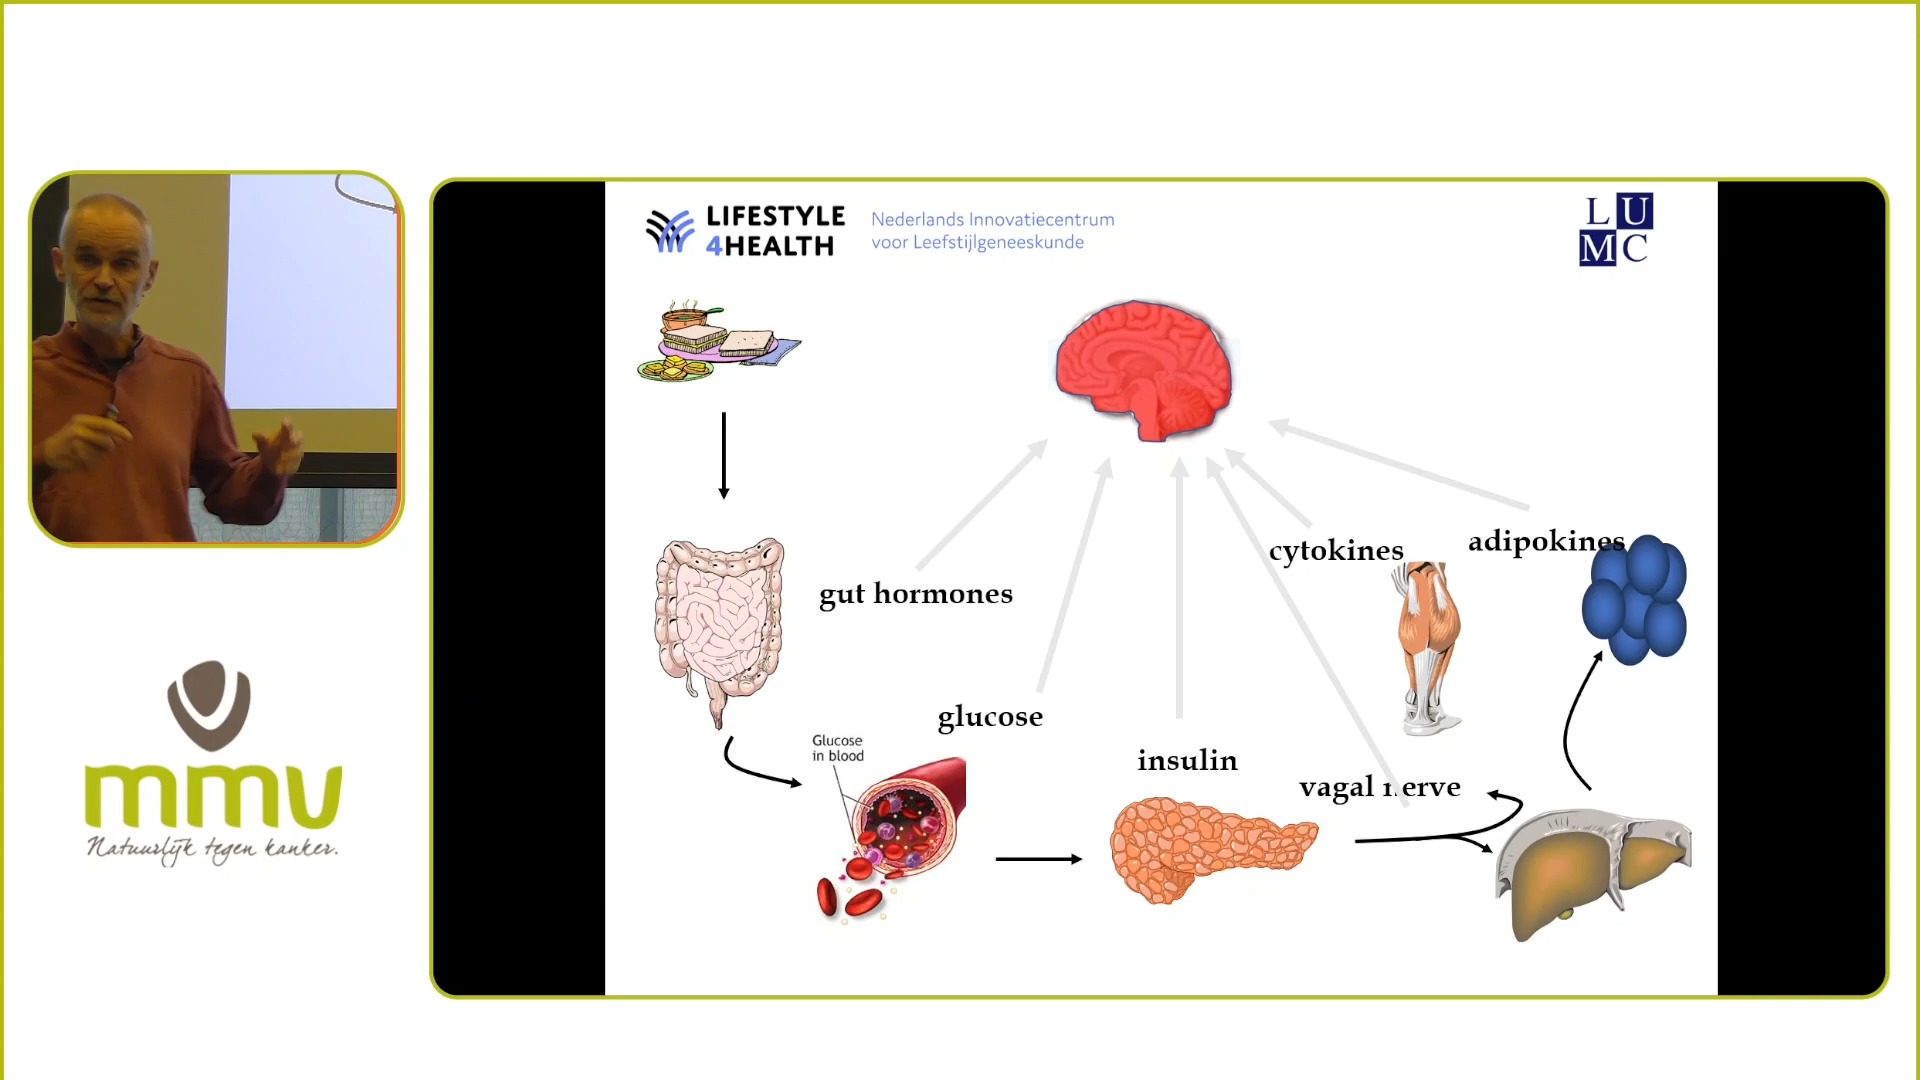 LIFESTYLE
4HEALTH
Nederlands Innovatiecentrum
voor Leefstijlgeneeskunde
L U
M C
cytokines
adipokines
gut hormones
glucose
Glucose
in blood
insulin
vagal nerve
mmv
Natuurlijk tegen kanker.